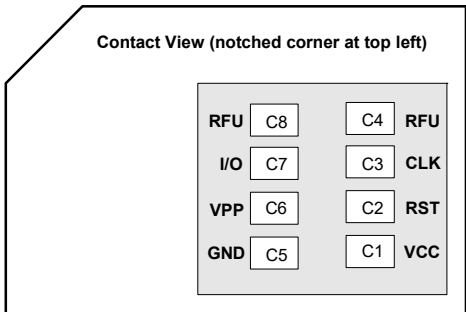 Contact View (notched corner at top left)
RFU C8 C4 RFU
I/O C7 C3 CLK
VPP C6 C2 RST
GND C5 C1 VCC